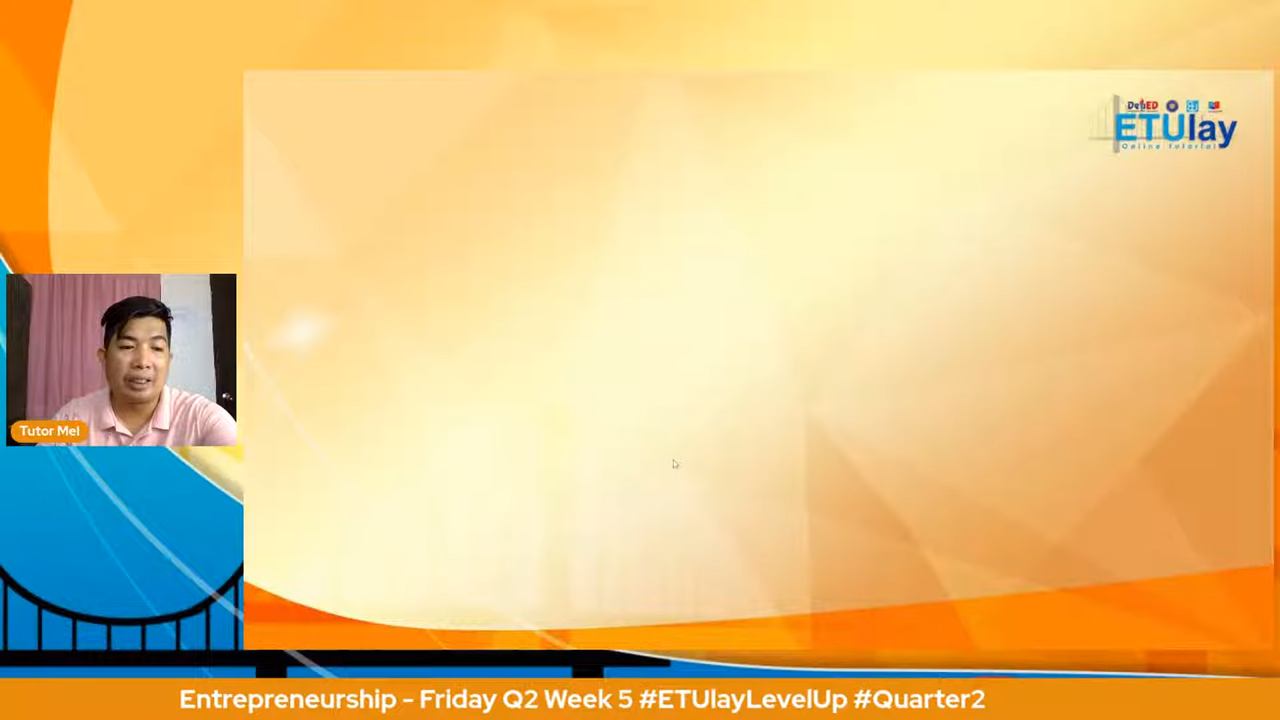 DepED
ETUlay
Online Tutorial
Tutor Mel
Entrepreneurship - Friday Q2 Week 5 #ETUlayLevelUp #Quarter2